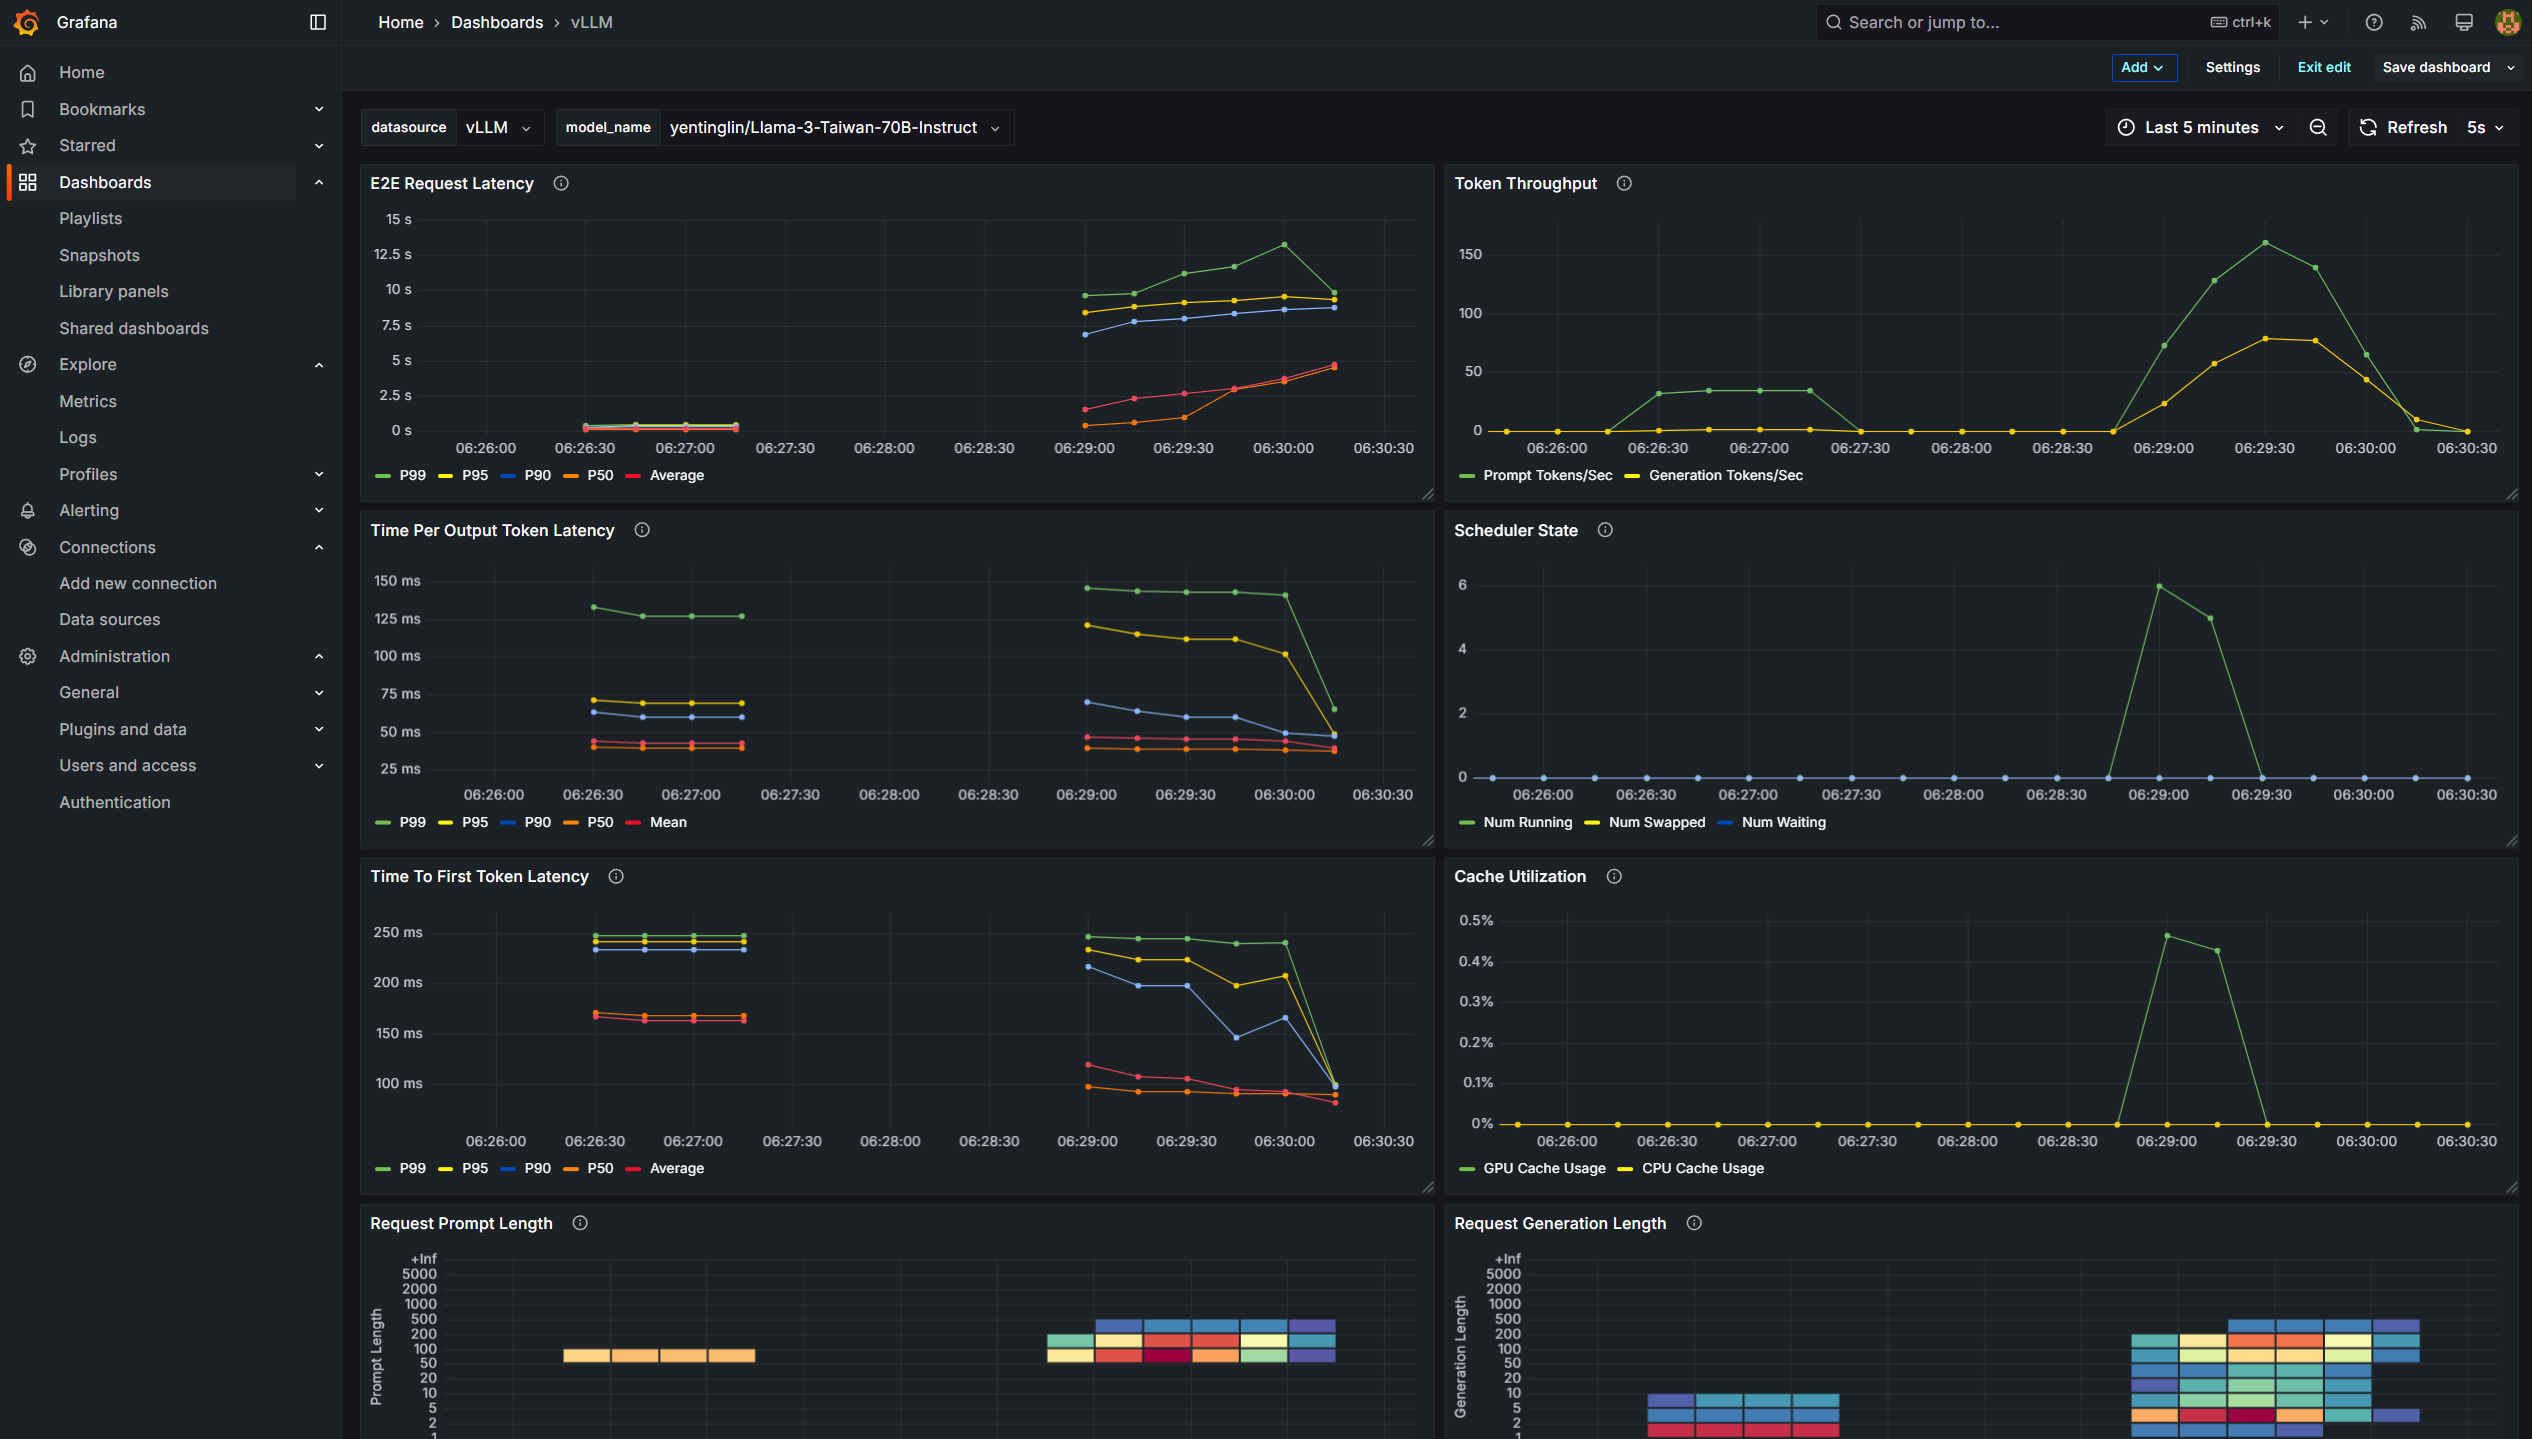 Grafana
Home › Dashboards › vLLM
Search or jump to...
ctrl+k
Home
Bookmarks
Starred
Dashboards
Playlists
Snapshots
Library panels
Shared dashboards
Explore
Metrics
Logs
Profiles
Alerting
Connections
Add new connection
Data sources
Administration
General
Plugins and data
Users and access
Authentication
Add
Settings
Exit edit
Save dashboard
datasource vLLM
model_name yentinglin/Llama-3-Taiwan-70B-Instruct
Last 5 minutes
Refresh 5s
E2E Request Latency
15 s
12.5 s
10 s
7.5 s
5 s
2.5 s
0 s
06:26:00 06:26:30 06:27:00 06:27:30 06:28:00 06:28:30 06:29:00 06:29:30 06:30:00 06:30:30
P99 P95 P90 P50 Average
Token Throughput
150
100
50
0
06:26:00 06:26:30 06:27:00 06:27:30 06:28:00 06:28:30 06:29:00 06:29:30 06:30:00 06:30:30
Prompt Tokens/Sec Generation Tokens/Sec
Time Per Output Token Latency
150 ms
125 ms
100 ms
75 ms
50 ms
25 ms
06:26:00 06:26:30 06:27:00 06:27:30 06:28:00 06:28:30 06:29:00 06:29:30 06:30:00 06:30:30
P99 P95 P90 P50 Mean
Scheduler State
6
4
2
0
06:26:00 06:26:30 06:27:00 06:27:30 06:28:00 06:28:30 06:29:00 06:29:30 06:30:00 06:30:30
Num Running Num Swapped Num Waiting
Time To First Token Latency
250 ms
200 ms
150 ms
100 ms
06:26:00 06:26:30 06:27:00 06:27:30 06:28:00 06:28:30 06:29:00 06:29:30 06:30:00 06:30:30
P99 P95 P90 P50 Average
Cache Utilization
0.5%
0.4%
0.3%
0.2%
0.1%
0%
06:26:00 06:26:30 06:27:00 06:27:30 06:28:00 06:28:30 06:29:00 06:29:30 06:30:00 06:30:30
GPU Cache Usage CPU Cache Usage
Request Prompt Length
Prompt Length
+Inf
5000
2000
1000
500
200
100
50
20
10
5
2
1
Request Generation Length
Generation Length
+Inf
5000
2000
1000
500
200
100
50
20
10
5
2
1